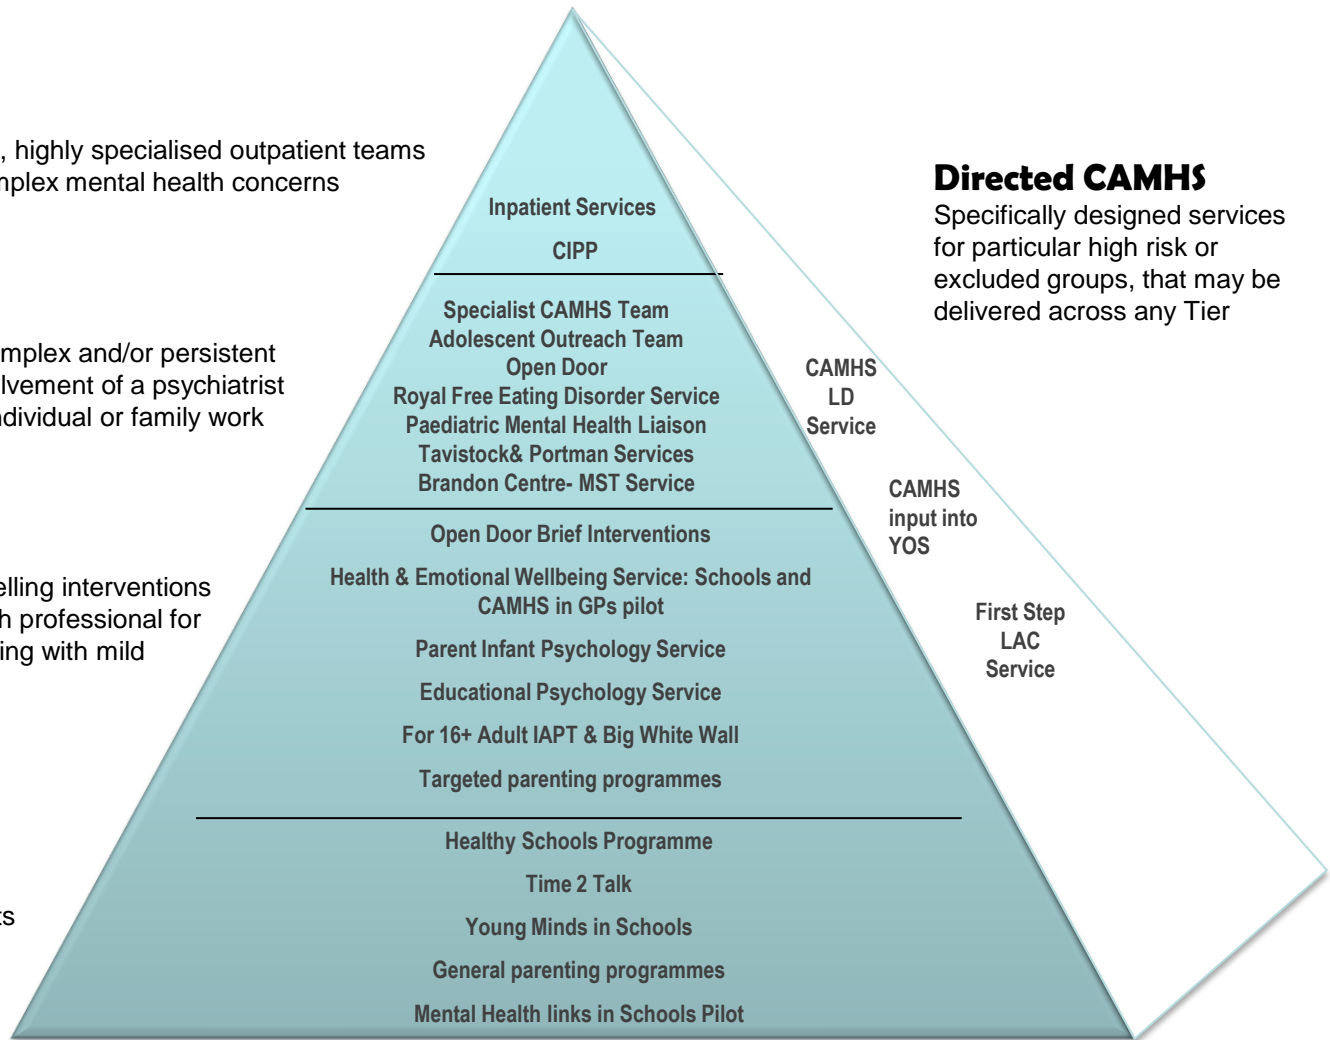 , highly specialised outpatient teams
mplex mental health concerns
omplex and/or persistent
olvement of a psychiatrist
ndividual or family work
elling interventions
h professional for
ing with mild
ts
Inpatient Services
CIPP
Specialist CAMHS Team
Adolescent Outreach Team
Open Door
Royal Free Eating Disorder Service
Paediatric Mental Health Liaison
Tavistock& Portman Services
Brandon Centre- MST Service
Open Door Brief Interventions
Health & Emotional Wellbeing Service: Schools and
CAMHS in GPs pilot
Parent Infant Psychology Service
Educational Psychology Service
For 16+ Adult IAPT & Big White Wall
Targeted parenting programmes
Healthy Schools Programme
Time 2 Talk
Young Minds in Schools
General parenting programmes
Mental Health links in Schools Pilot
Directed CAMHS
Specifically designed services
for particular high risk or
excluded groups, that may be
delivered across any Tier
CAMHS
LD
Service
CAMHS
input into
YOS
First Step
LAC
Service